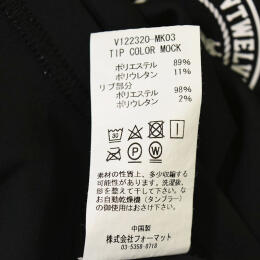 TTWELV
V122320-MK03
TIP COLOR MOCK
ポリエステル 89%
ポリウレタン 11%
リブ部分
ポリエステル 98%
ポリウレタン 2%
素材の性質上、多少収縮する
可能性があります。洗濯後、
形を整えて干して下さい。な
お自動乾燥機(タンブラー)
の御使用はおさけ下さい。
中国製
株式会社フォーマット
03-5358-8718